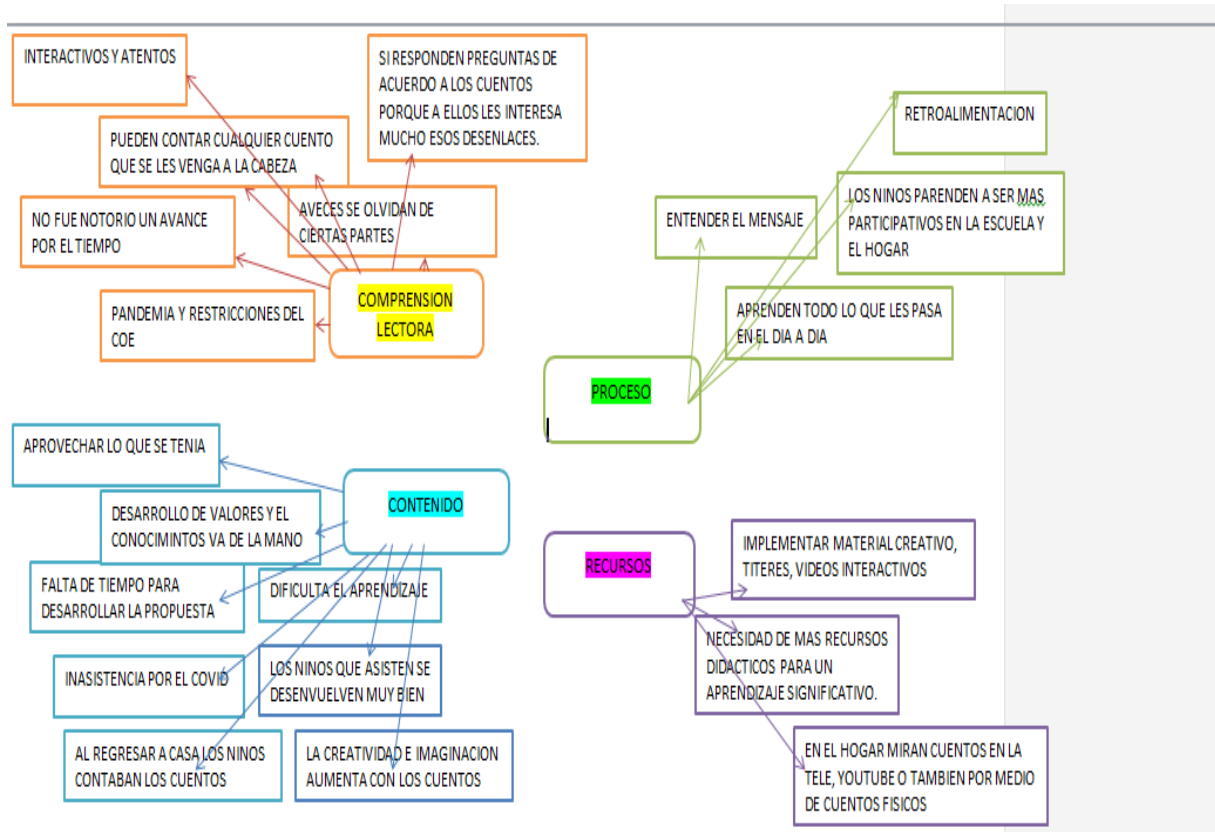 INTERACTIVOS Y ATENTOS
SI RESPONDEN PREGUNTAS DE
ACUERDO A LOS CUENTOS
PORQUE A ELLOS LES INTERESA
MUCHO ESOS DESENLACES.
PUEDEN CONTAR CUALQUIER CUENTO
QUE SE LES VENGA A LA CABEZA
NO FUE NOTORIO UN AVANCE
POR EL TIEMPO
AVECES SE OLVIDAN DE
CIERTAS PARTES
PANDEMIA Y RESTRICCIONES DEL
COE
COMPRENSION
LECTORA
RETROALIMENTACION
LOS NINOS PARENDEN A SER MAS
PARTICIPATIVOS EN LA ESCUELA Y
EL HOGAR
ENTENDER EL MENSAJE
APRENDEN TODO LO QUE LES PASA
EN EL DIA A DIA
PROCESO
APROVECHAR LO QUE SE TENIA
CONTENIDO
DESARROLLO DE VALORES Y EL
CONOCIMINTOS VA DE LA MANO
FALTA DE TIEMPO PARA
DESARROLLAR LA PROPUESTA
DIFICULTA EL APRENDIZAJE
INASISTENCIA POR EL COVID
LOS NINOS QUE ASISTEN SE
DESENVUELVEN MUY BIEN
AL REGRESAR A CASA LOS NINOS
CONTABAN LOS CUENTOS
LA CREATIVIDAD E IMAGINACION
AUMENTA CON LOS CUENTOS
RECURSOS
IMPLEMENTAR MATERIAL CREATIVO,
TITERES, VIDEOS INTERACTIVOS
NECESIDAD DE MAS RECURSOS
DIDACTICOS PARA UN
APRENDIZAJE SIGNIFICATIVO.
EN EL HOGAR MIRAN CUENTOS EN LA
TELE, YOUTUBE O TAMBIEN POR MEDIO
DE CUENTOS FISICOS